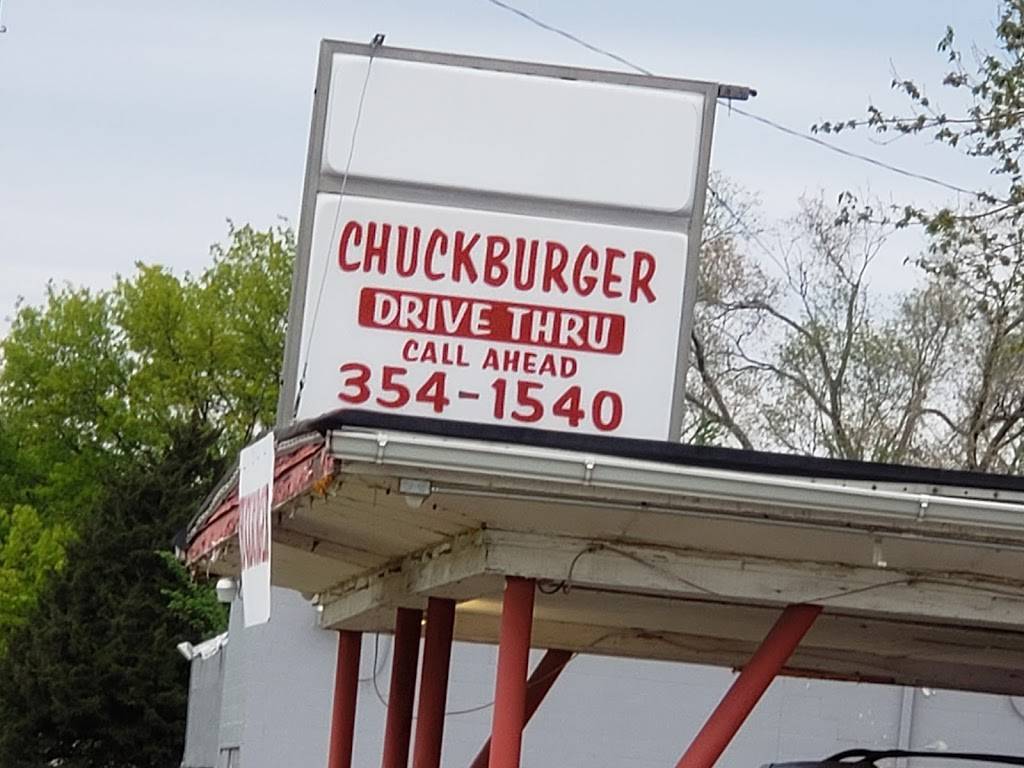 CHUCKBURGER
DRIVE THRU
CALL AHEAD
354-1540